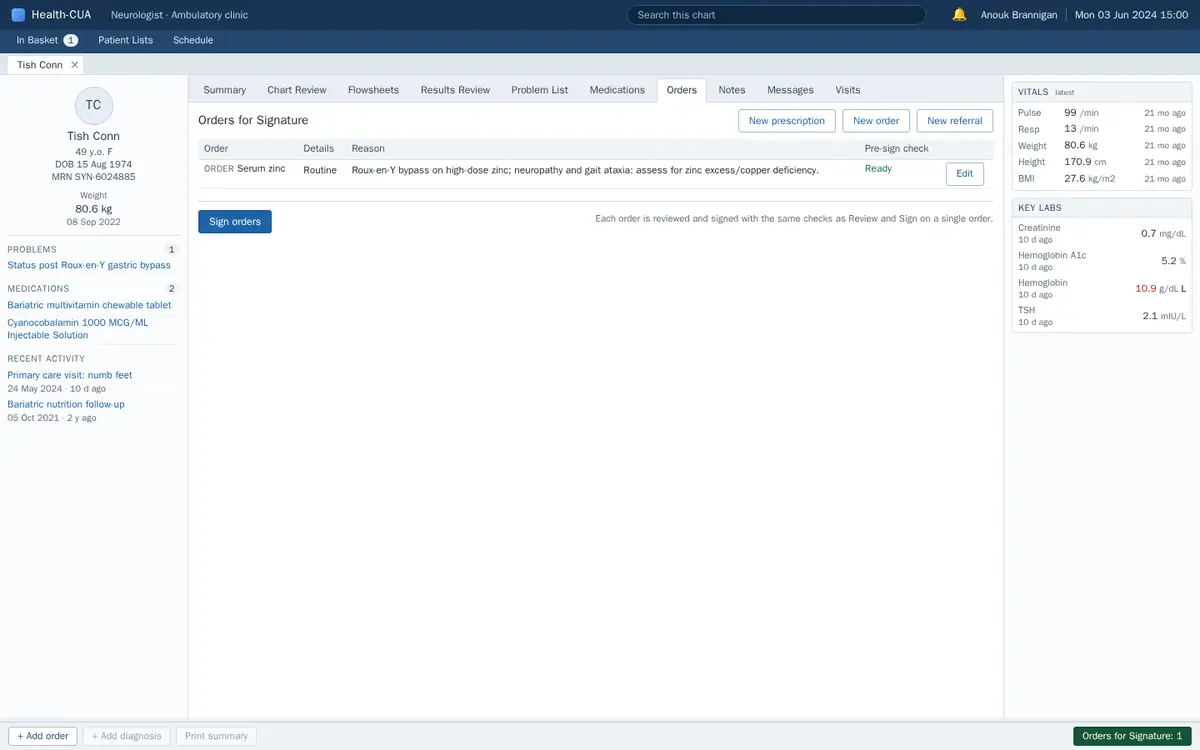 Health-CUA Neurologist · Ambulatory clinic Search this chart Anouk Brannigan Mon 03 Jun 2024 15:00
In Basket 1 Patient Lists Schedule
Tish Conn
TC
Tish Conn
49 y.o. F
DOB 15 Aug 1974
MRN SYN-6024885
Weight
80.6 kg
08 Sep 2022
PROBLEMS 1
Status post Roux-en-Y gastric bypass
MEDICATIONS 2
Bariatric multivitamin chewable tablet
Cyanocobalamin 1000 MCG/ML
Injectable Solution
RECENT ACTIVITY
Primary care visit: numb feet
24 May 2024 · 10 d ago
Bariatric nutrition follow-up
05 Oct 2021 · 2 y ago
Summary Chart Review Flowsheets Results Review Problem List Medications Orders Notes Messages Visits
Orders for Signature New prescription New order New referral
Order Details Reason Pre-sign check
ORDER Serum zinc Routine Roux-en-Y bypass on high-dose zinc; neuropathy and gait ataxia: assess for zinc excess/copper deficiency. Ready Edit
Sign orders Each order is reviewed and signed with the same checks as Review and Sign on a single order.
VITALS latest
Pulse 99 /min 21 mo ago
Resp 13 /min 21 mo ago
Weight 80.6 kg 21 mo ago
Height 170.9 cm 21 mo ago
BMI 27.6 kg/m2 21 mo ago
KEY LABS
Creatinine 0.7 mg/dL
10 d ago
Hemoglobin A1c 5.2 %
10 d ago
Hemoglobin 10.9 g/dL L
10 d ago
TSH 2.1 mIU/L
10 d ago
+ Add order + Add diagnosis Print summary Orders for Signature: 1